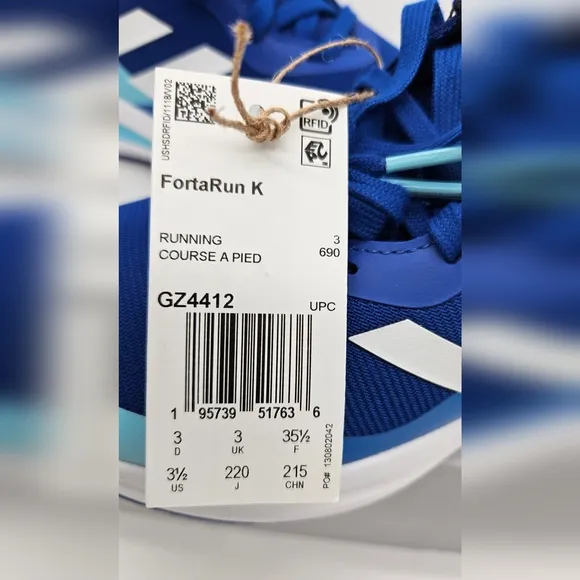 USHSDRFID/1118/V02
RFID
FortaRun K
RUNNING 3
COURSE A PIED 690
GZ4412 UPC
1 95739 51763 6
3 3 35½
D UK F
3½ 220 215
US J CHN
PO# 130802042